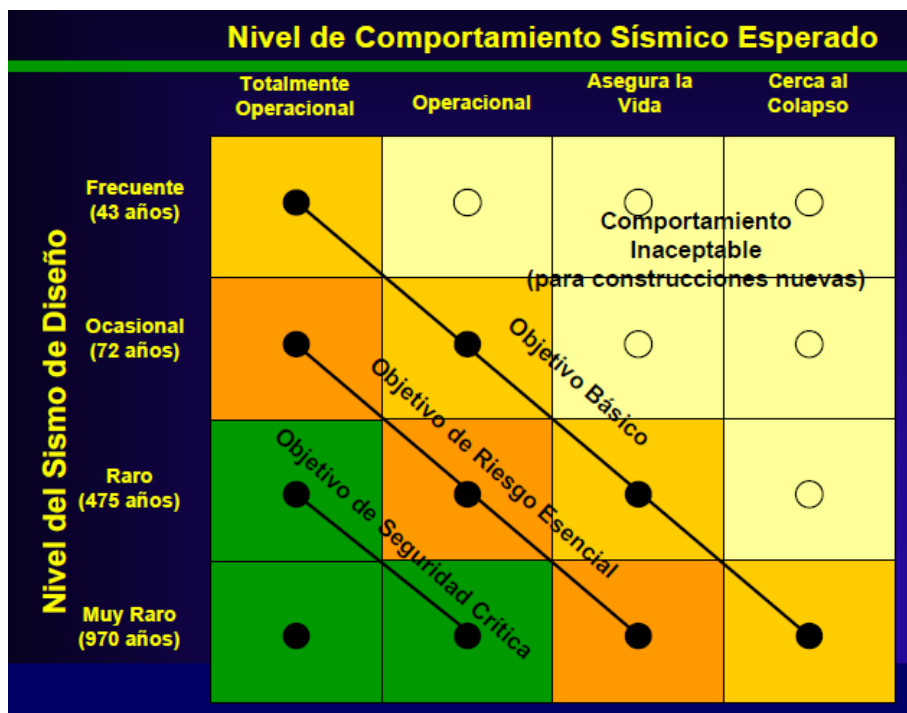 Nivel de Comportamiento Sísmico Esperado
Totalmente
Operacional
Operacional
Asegura la
Vida
Cerca al
Colapso
Nivel del Sismo de Diseño
Frecuente
(43 años)
Comportamiento
Inaceptable
(para construcciones nuevas)
Ocasional
(72 años)
Objetivo Básico
Objetivo de Riesgo Esencial
Objetivo de Seguridad Crítica
Raro
(475 años)
Muy Raro
(970 años)